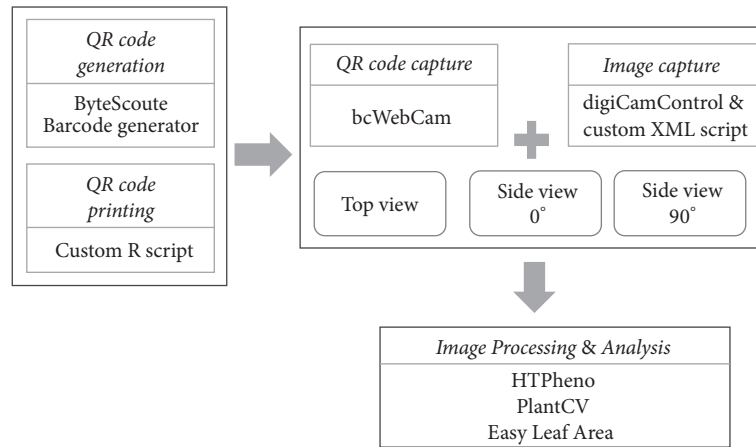 QR code
generation
ByteScoute
Barcode generator
QR code
printing
Custom R script
QR code capture
bcWebCam
Image capture
digiCamControl &
custom XML script
Top view
Side view
0°
Side view
90°
Image Processing & Analysis
HTPheno
PlantCV
Easy Leaf Area